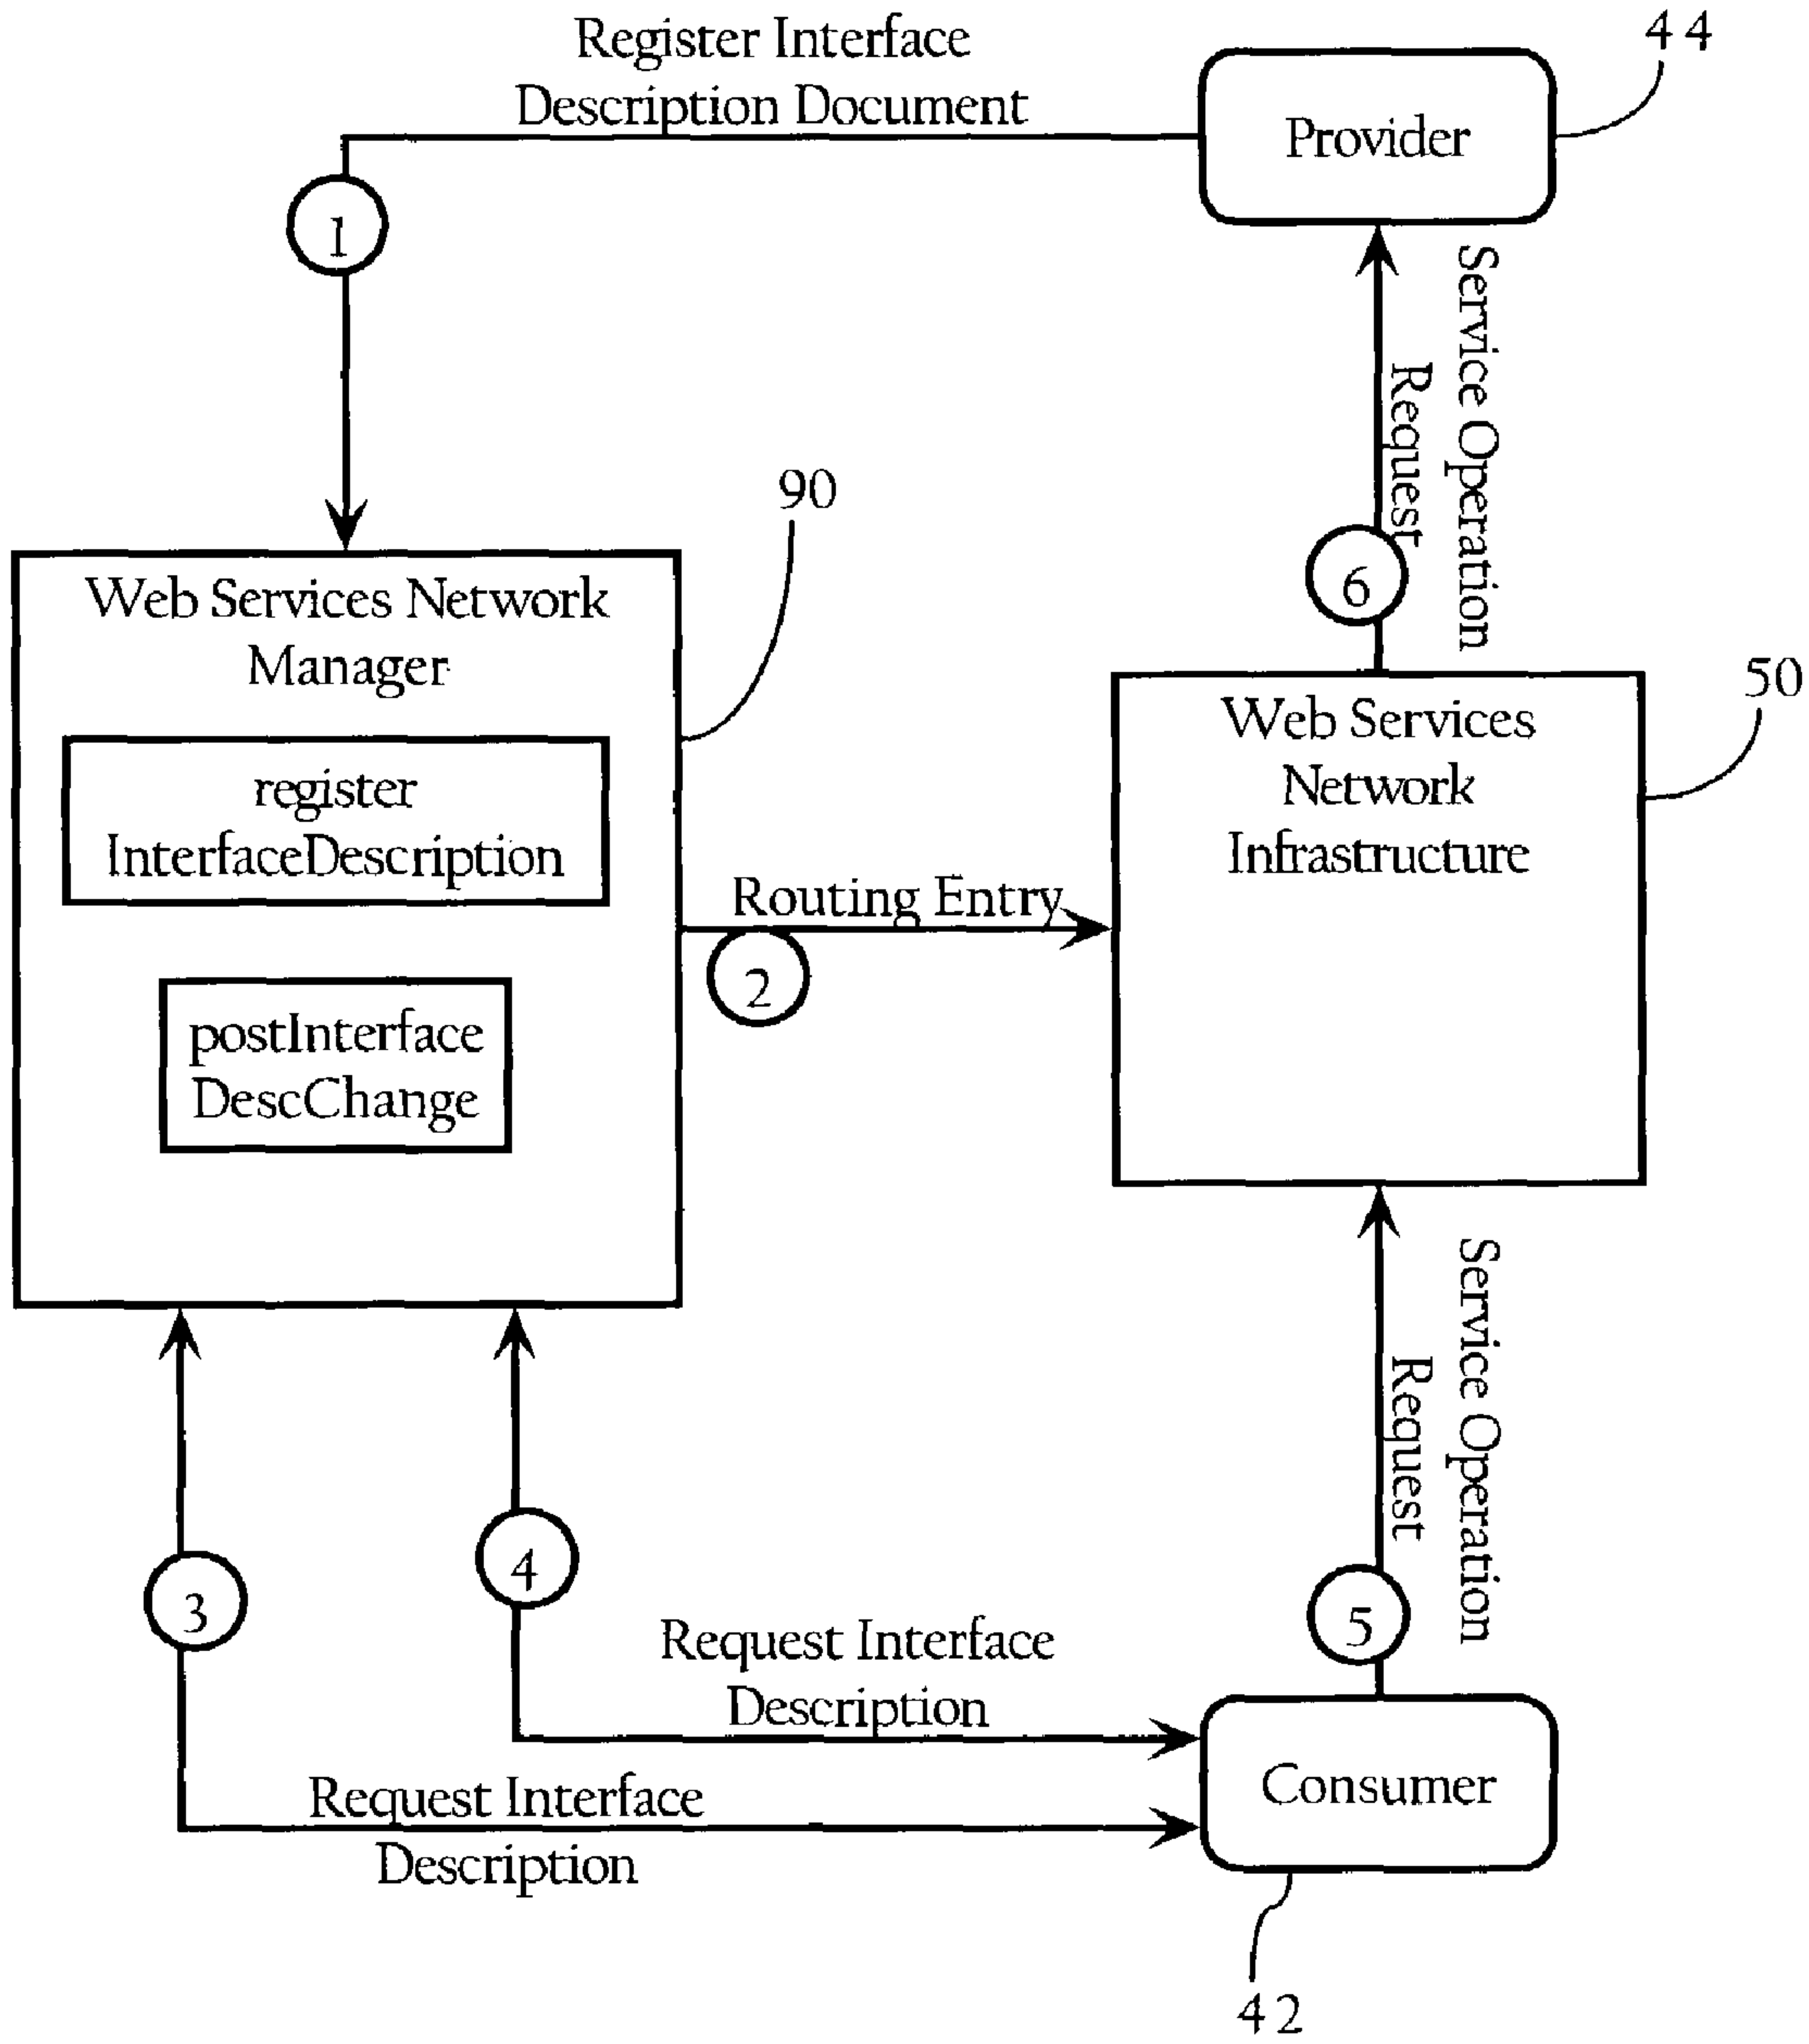 Register Interface
Description Document
44
Provider
1
Service Operation
Request
90
6
Web Services Network
Manager
50
Web Services
Network
Infrastructure
register
InterfaceDescription
Routing Entry
2
postInterface
DescChange
Service Operation
Request
3
4
5
Request Interface
Description
Consumer
Request Interface
Description
42